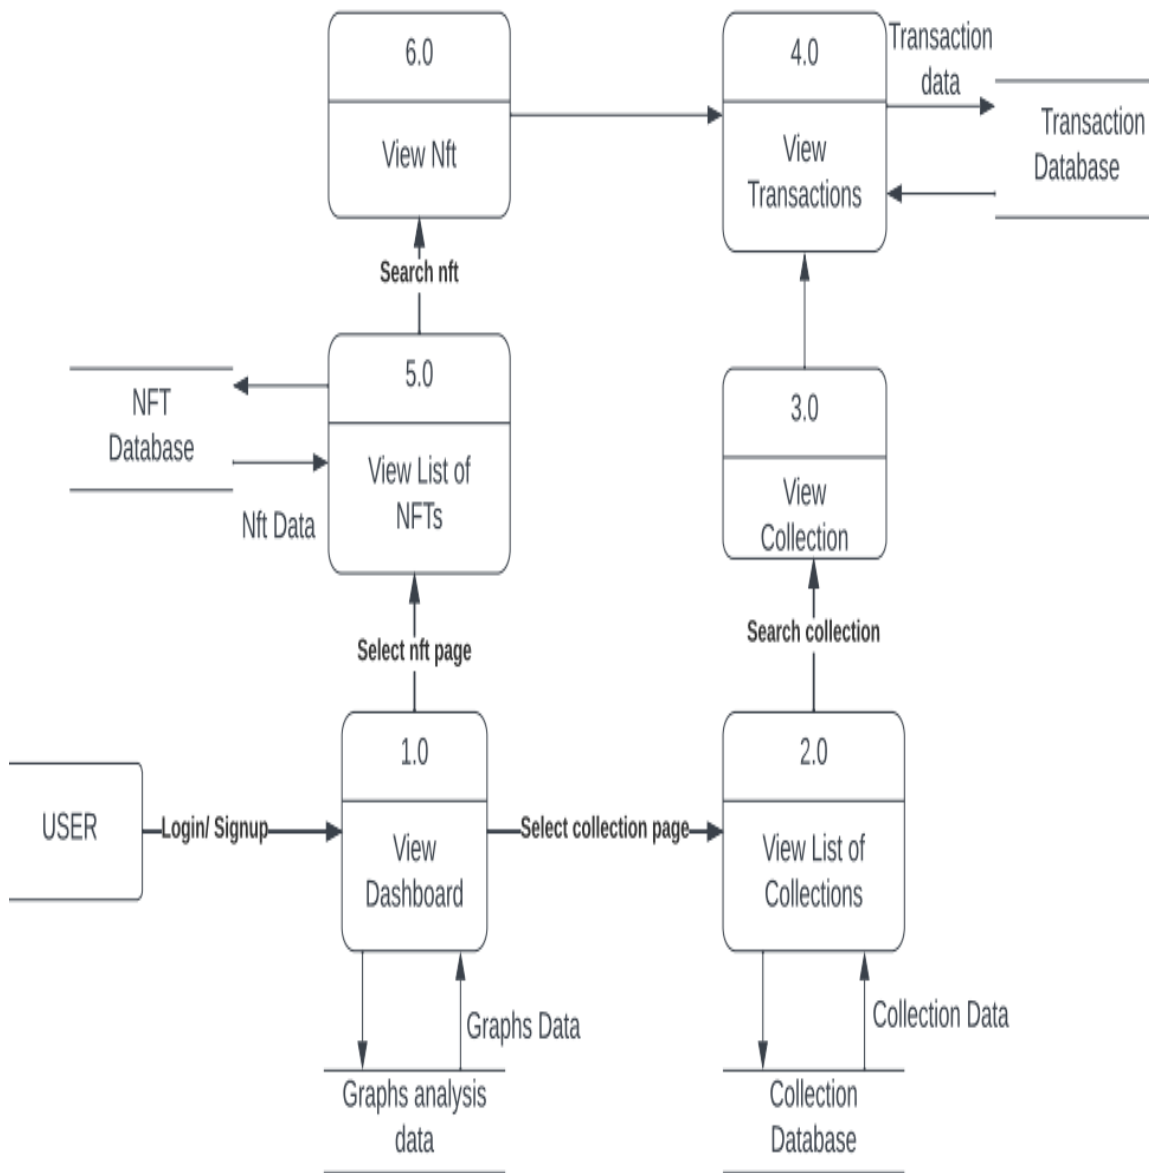 6.0
View Nft
4.0
View
Transactions
Transaction
data
Transaction
Database
Search nft
NFT
Database
Nft Data
5.0
View List of
NFTs
3.0
View
Collection
Select nft page
Search collection
USER
Login/ Signup
1.0
View
Dashboard
Select collection page
2.0
View List of
Collections
Graphs Data
Collection Data
Graphs analysis
data
Collection
Database